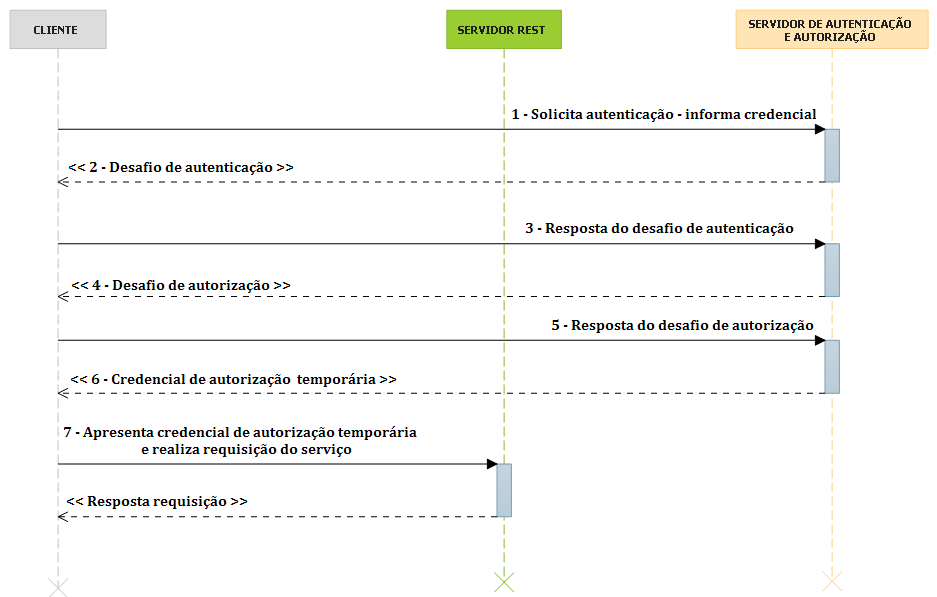 CLIENTE
SERVIDOR REST
SERVIDOR DE AUTENTICAÇÃO
E AUTORIZAÇÃO
1 - Solicita autenticação - informa credencial
<< 2 - Desafio de autenticação >>
3 - Resposta do desafio de autenticação
<< 4 - Desafio de autorização >>
5 - Resposta do desafio de autorização
<< 6 - Credencial de autorização  temporária >>
7 - Apresenta credencial de autorização temporária
e realiza requisição do serviço
<< Resposta requisição >>